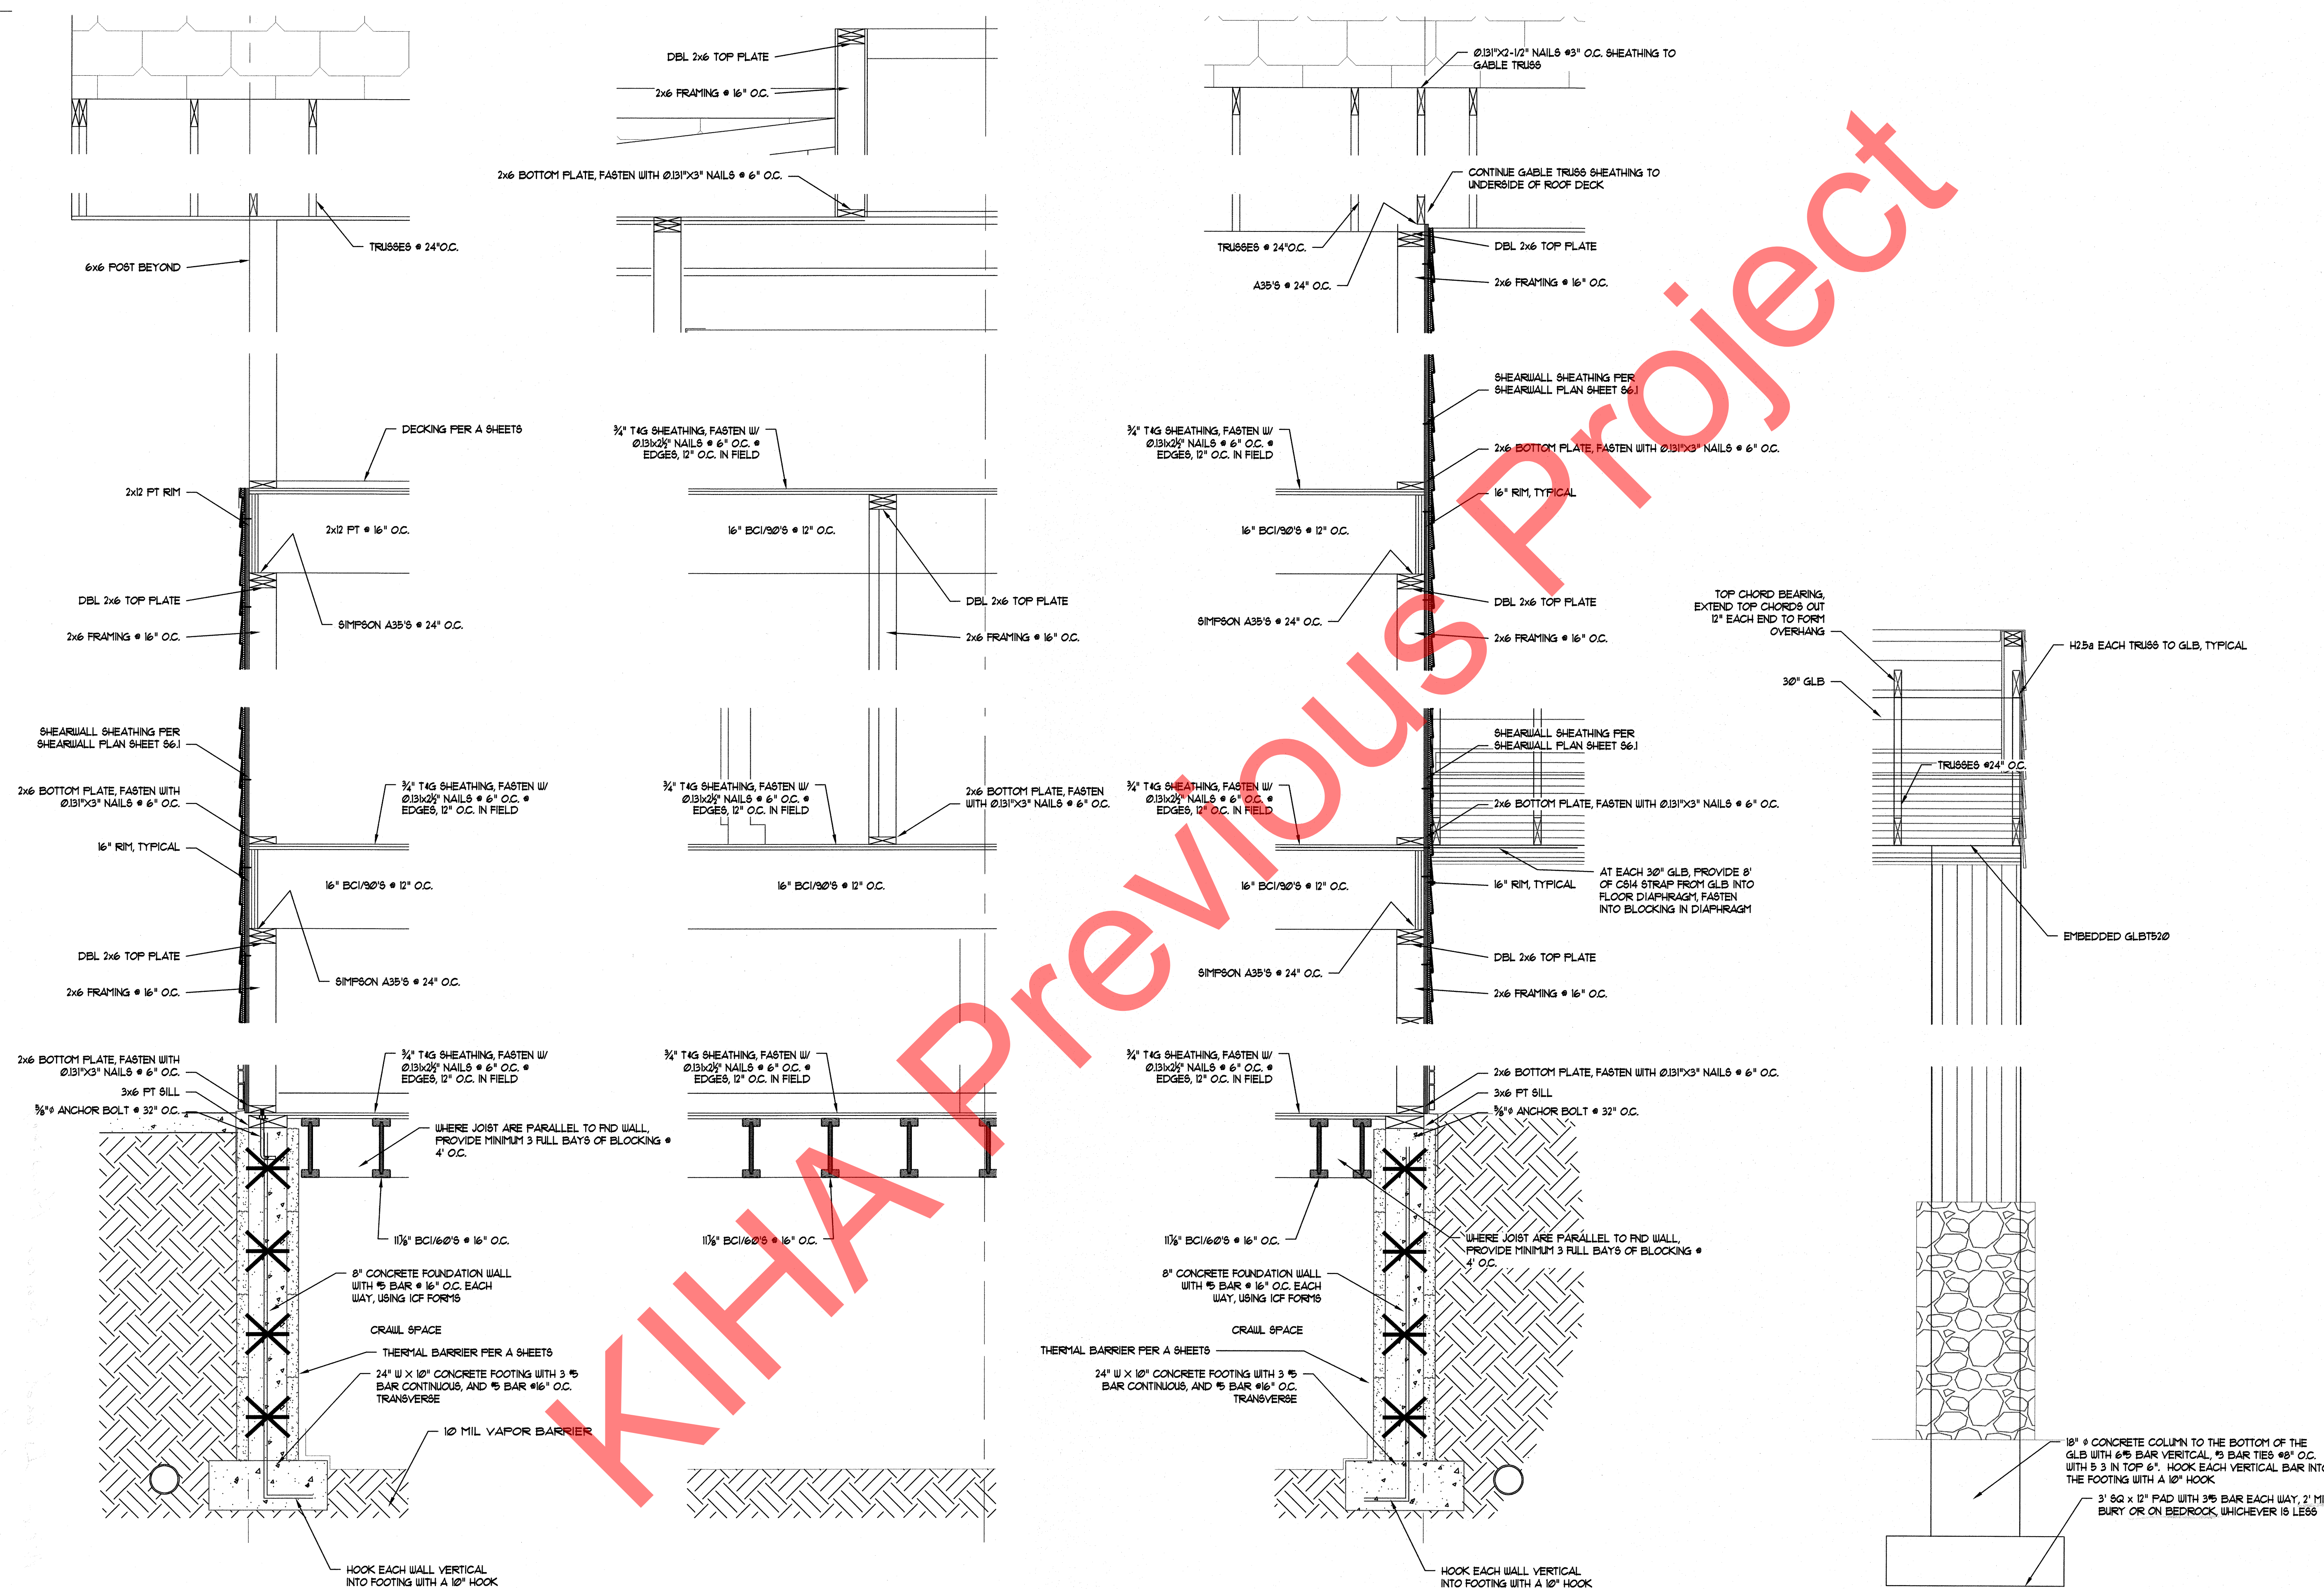 DBL 2x6 TOP PLATE
2x6 FRAMING @ 16" O.C.
2x6 BOTTOM PLATE, FASTEN WITH 0.131"X3" NAILS @ 6" O.C.
TRUSSES @ 24"O.C.
6x6 POST BEYOND
0.131"X2-1/2" NAILS @3" O.C. SHEATHING TO
GABLE TRUSS
CONTINUE GABLE TRUSS SHEATHING TO
UNDERSIDE OF ROOF DECK
TRUSSES @ 24"O.C.
DBL 2x6 TOP PLATE
A35'S @ 24" O.C.
2x6 FRAMING @ 16" O.C.
DECKING PER A SHEETS
2x12 PT RIM
2x12 PT @ 16" O.C.
DBL 2x6 TOP PLATE
SIMPSON A35'S @ 24" O.C.
2x6 FRAMING @ 16" O.C.
3/4" T&G SHEATHING, FASTEN W/
0.131x2½" NAILS @ 6" O.C. @
EDGES, 12" O.C. IN FIELD
16" BCI/90'S @ 12" O.C.
DBL 2x6 TOP PLATE
2x6 FRAMING @ 16" O.C.
SHEARWALL SHEATHING PER
SHEARWALL PLAN SHEET S6.1
3/4" T&G SHEATHING, FASTEN W/
0.131x2½" NAILS @ 6" O.C. @
EDGES, 12" O.C. IN FIELD
2x6 BOTTOM PLATE, FASTEN WITH 0.131"X3" NAILS @ 6" O.C.
16" RIM, TYPICAL
16" BCI/90'S @ 12" O.C.
DBL 2x6 TOP PLATE
SIMPSON A35'S @ 24" O.C.
2x6 FRAMING @ 16" O.C.
TOP CHORD BEARING,
EXTEND TOP CHORDS OUT
12" EACH END TO FORM
OVERHANG
H2.5a EACH TRUSS TO GLB, TYPICAL
30" GLB
TRUSSES @24" O.C.
EMBEDDED GLBT520
SHEARWALL SHEATHING PER
SHEARWALL PLAN SHEET S6.1
2x6 BOTTOM PLATE, FASTEN WITH
0.131"X3" NAILS @ 6" O.C.
3/4" T&G SHEATHING, FASTEN W/
0.131x2½" NAILS @ 6" O.C. @
EDGES, 12" O.C. IN FIELD
16" RIM, TYPICAL
16" BCI/90'S @ 12" O.C.
DBL 2x6 TOP PLATE
SIMPSON A35'S @ 24" O.C.
2x6 FRAMING @ 16" O.C.
3/4" T&G SHEATHING, FASTEN W/
0.131x2½" NAILS @ 6" O.C. @
EDGES, 12" O.C. IN FIELD
2x6 BOTTOM PLATE, FASTEN
WITH 0.131"X3" NAILS @ 6" O.C.
16" BCI/90'S @ 12" O.C.
SHEARWALL SHEATHING PER
SHEARWALL PLAN SHEET S6.1
3/4" T&G SHEATHING, FASTEN W/
0.131x2½" NAILS @ 6" O.C. @
EDGES, 12" O.C. IN FIELD
2x6 BOTTOM PLATE, FASTEN WITH 0.131"X3" NAILS @ 6" O.C.
16" BCI/90'S @ 12" O.C.
16" RIM, TYPICAL
AT EACH 30" GLB, PROVIDE 8'
OF CS14 STRAP FROM GLB INTO
FLOOR DIAPHRAGM, FASTEN
INTO BLOCKING IN DIAPHRAGM
DBL 2x6 TOP PLATE
SIMPSON A35'S @ 24" O.C.
2x6 FRAMING @ 16" O.C.
2x6 BOTTOM PLATE, FASTEN WITH
0.131"X3" NAILS @ 6" O.C.
3x6 PT SILL
5/8"φ ANCHOR BOLT @ 32" O.C.
3/4" T&G SHEATHING, FASTEN W/
0.131x2½" NAILS @ 6" O.C. @
EDGES, 12" O.C. IN FIELD
WHERE JOIST ARE PARALLEL TO FND WALL,
PROVIDE MINIMUM 3 FULL BAYS OF BLOCKING @
4' O.C.
11⅞" BCI/60'S @ 16" O.C.
8" CONCRETE FOUNDATION WALL
WITH #5 BAR @ 16" O.C. EACH
WAY, USING ICF FORMS
CRAWL SPACE
THERMAL BARRIER PER A SHEETS
24" W X 10" CONCRETE FOOTING WITH 3 #5
BAR CONTINUOUS, AND #5 BAR @16" O.C.
TRANSVERSE
10 MIL VAPOR BARRIER
HOOK EACH WALL VERTICAL
INTO FOOTING WITH A 10" HOOK
3/4" T&G SHEATHING, FASTEN W/
0.131x2½" NAILS @ 6" O.C. @
EDGES, 12" O.C. IN FIELD
11⅞" BCI/60'S @ 16" O.C.
3/4" T&G SHEATHING, FASTEN W/
0.131x2½" NAILS @ 6" O.C. @
EDGES, 12" O.C. IN FIELD
2x6 BOTTOM PLATE, FASTEN WITH 0.131"X3" NAILS @ 6" O.C.
3x6 PT SILL
5/8"φ ANCHOR BOLT @ 32" O.C.
11⅞" BCI/60'S @ 16" O.C.
WHERE JOIST ARE PARALLEL TO FND WALL,
PROVIDE MINIMUM 3 FULL BAYS OF BLOCKING @
4' O.C.
8" CONCRETE FOUNDATION WALL
WITH #5 BAR @ 16" O.C. EACH
WAY, USING ICF FORMS
CRAWL SPACE
THERMAL BARRIER PER A SHEETS
24" W X 10" CONCRETE FOOTING WITH 3 #5
BAR CONTINUOUS, AND #5 BAR @16" O.C.
TRANSVERSE
HOOK EACH WALL VERTICAL
INTO FOOTING WITH A 10" HOOK
18" φ CONCRETE COLUMN TO THE BOTTOM OF THE
GLB WITH 6#5 BAR VERITCAL, #3 BAR TIES @8" O.C.
WITH 5 3 IN TOP 6". HOOK EACH VERTICAL BAR INTO
THE FOOTING WITH A 10" HOOK
3' SQ x 12" PAD WITH 3#5 BAR EACH WAY, 2'
BURY OR ON BEDROCK, WHICHEVER IS LESS
KIHA Previous Project